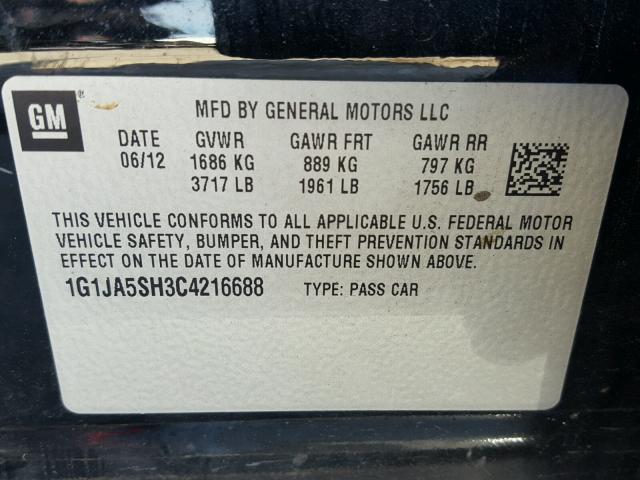 GM ®
MFD BY GENERAL MOTORS LLC
DATE GVWR GAWR FRT GAWR RR
06/12 1686 KG 889 KG 797 KG
3717 LB 1961 LB 1756 LB
THIS VEHICLE CONFORMS TO ALL APPLICABLE U.S. FEDERAL MOTOR
VEHICLE SAFETY, BUMPER, AND THEFT PREVENTION STANDARDS IN
EFFECT ON THE DATE OF MANUFACTURE SHOWN ABOVE.
1G1JA5SH3C4216688 TYPE: PASS CAR